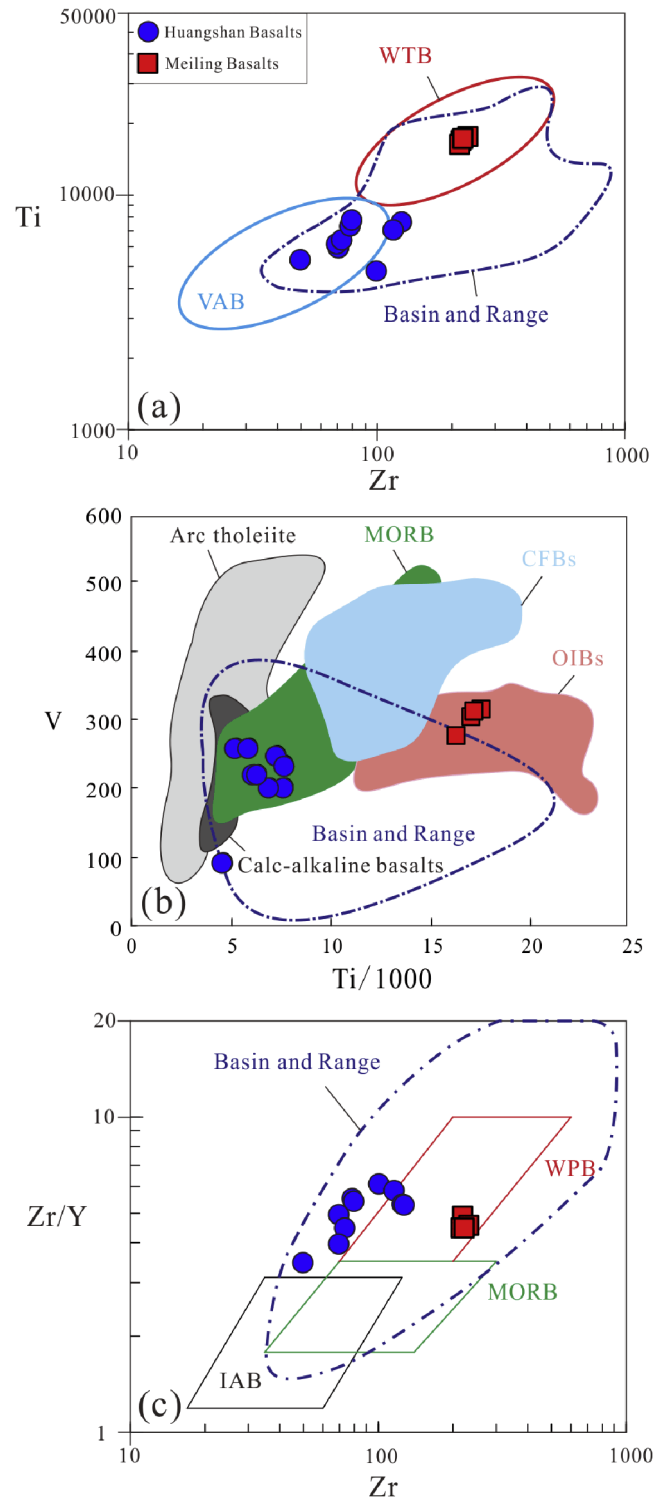 50000
Huangshan Basalts
Meiling Basalts
WTB
10000
Ti
VAB
Basin and Range
(a)
1000
10
100
1000
Zr
600
Arc tholeiite
MORB
CFBs
500
400
OIBs
V
300
200
Basin and Range
100
Calc-alkaline basalts
(b)
0
0
5
10
15
20
25
Ti/1000
20
Basin and Range
10
WPB
Zr/Y
MORB
IAB
(c)
1
10
100
1000
Zr